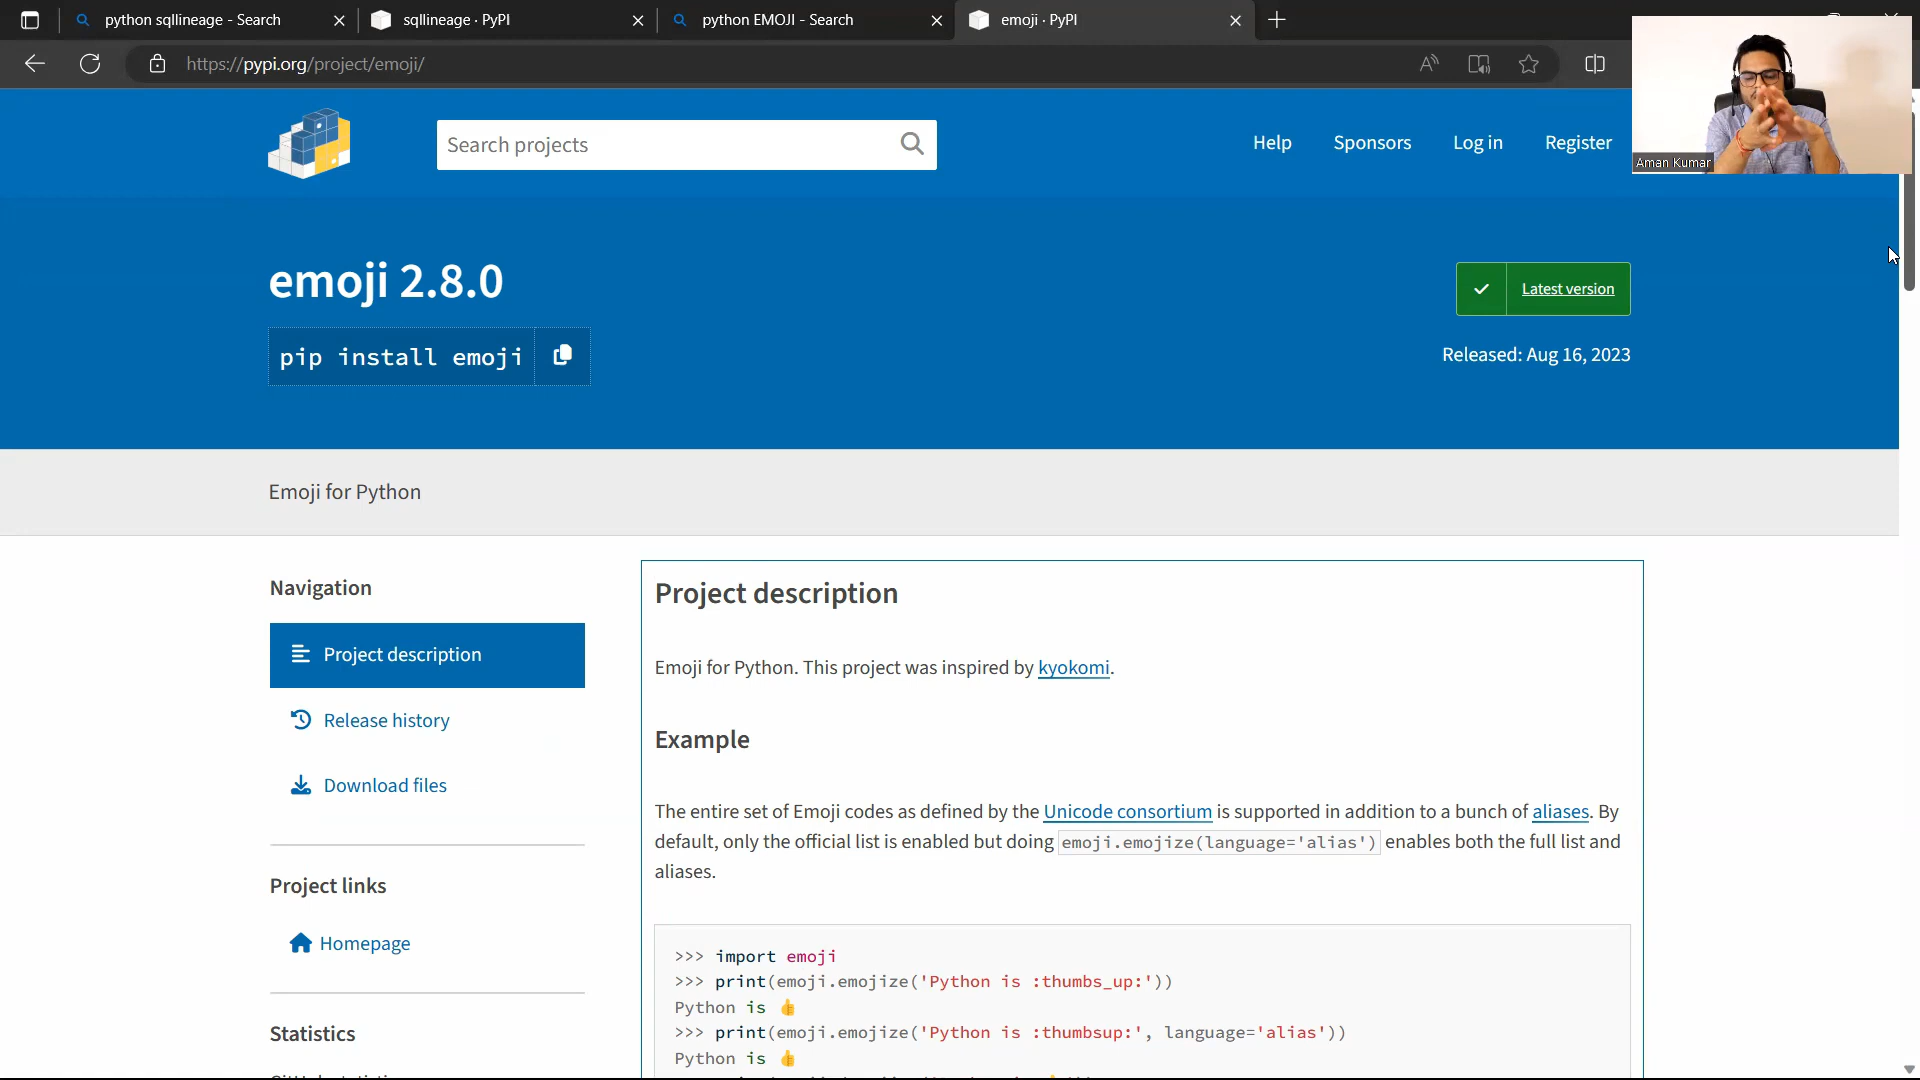 python sqllineage - Search
sqllineage · PyPI
python EMOJI - Search
emoji · PyPI
https://pypi.org/project/emoji/
Search projects
Help
Sponsors
Log in
Register
Aman Kumar
emoji 2.8.0
pip install emoji
Latest version
Released: Aug 16, 2023
Emoji for Python
Navigation
Project description
Release history
Download files
Project links
Homepage
Statistics
Project description
Emoji for Python. This project was inspired by kyokomi.
Example
The entire set of Emoji codes as defined by the Unicode consortium is supported in addition to a bunch of aliases. By
default, only the official list is enabled but doing emoji.emojize(language='alias') enables both the full list and
aliases.
>>> import emoji
>>> print(emoji.emojize('Python is :thumbs_up:'))
Python is 👍
>>> print(emoji.emojize('Python is :thumbsup:', language='alias'))
Python is 👍